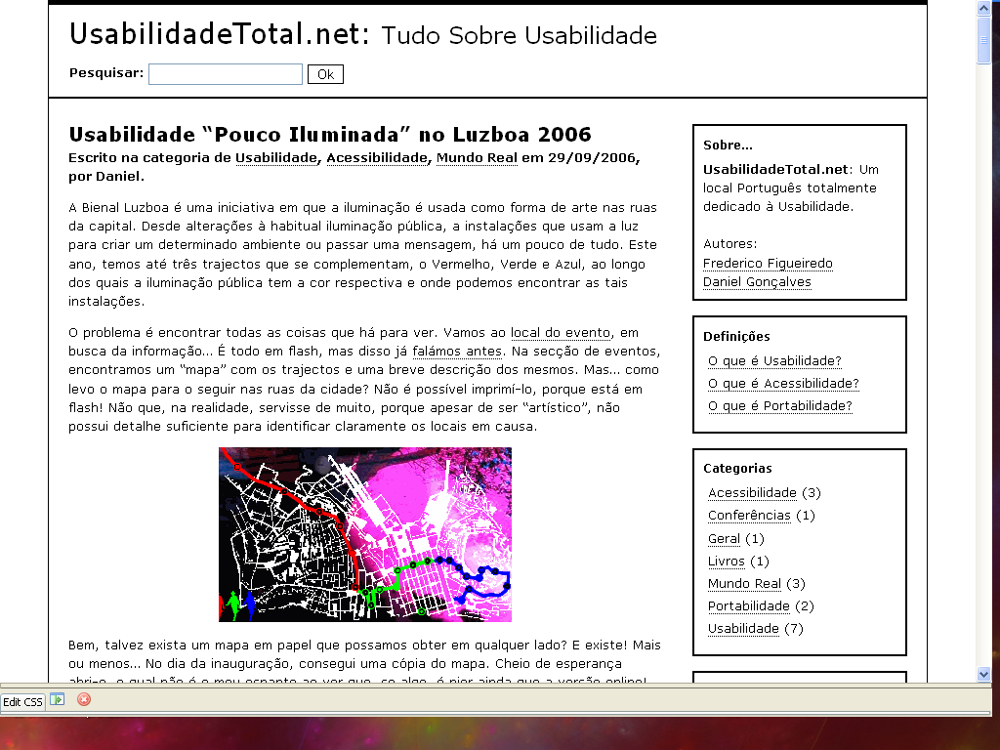 UsabilidadeTotal.net: Tudo Sobre Usabilidade
Pesquisar: Ok
Usabilidade “Pouco Iluminada” no Luzboa 2006
Escrito na categoria de Usabilidade, Acessibilidade, Mundo Real em 29/09/2006,
por Daniel.
A Bienal Luzboa é uma iniciativa em que a iluminação é usada como forma de arte nas ruas
da capital. Desde alterações à habitual iluminação pública, a instalações que usam a luz
para criar um determinado ambiente ou passar uma mensagem, há um pouco de tudo. Este
ano, temos até três trajectos que se complementam, o Vermelho, Verde e Azul, ao longo
dos quais a iluminação pública tem a cor respectiva e onde podemos encontrar as tais
instalações.
O problema é encontrar todas as coisas que há para ver. Vamos ao local do evento, em
busca da informação… É todo em flash, mas disso já falámos antes. Na secção de eventos,
encontramos um “mapa” com os trajectos e uma breve descrição dos mesmos. Mas… como
levo o mapa para o seguir nas ruas da cidade? Não é possível imprimí-lo, porque está em
flash! Não que, na realidade, servisse de muito, porque apesar de ser “artístico”, não
possui detalhe suficiente para identificar claramente os locais em causa.
Bem, talvez exista um mapa em papel que possamos obter em qualquer lado? E existe! Mais
ou menos… No dia da inauguração, consegui uma cópia do mapa. Cheio de esperança
abri-o, e qual não é o meu espanto ao ver que, se algo, é pior ainda que a versão online!
Sobre...
UsabilidadeTotal.net: Um
local Português totalmente
dedicado à Usabilidade.
Autores:
Frederico Figueiredo
Daniel Gonçalves
Definições
O que é Usabilidade?
O que é Acessibilidade?
O que é Portabilidade?
Categorias
Acessibilidade (3)
Conferências (1)
Geral (1)
Livros (1)
Mundo Real (3)
Portabilidade (2)
Usabilidade (7)
Edit CSS